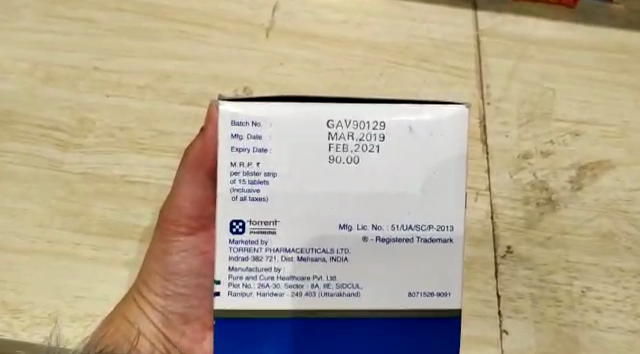 Batch No. : GAV90129
Mfg. Date : MAR.2019
Expiry Date : FEB.2021
M.R.P. ₹ 90.00
per blister strip
of 15 tablets
(Inclusive
of all taxes)
torrent
PHARMA
Mfg. Lic. No. : 51/UA/SC/P-2013
® - Registered Trademark
Marketed by :
TORRENT PHARMACEUTICALS LTD.
Indrad-382 721, Dist. Mehsana, INDIA
Manufactured by :
Pure and Cure Healthcare Pvt. Ltd.
Plot No.: 26A-30, Sector - 8A, IIE, SIDCUL,
Ranipur, Haridwar - 249 403 (Uttarakhand)
8071526-9091